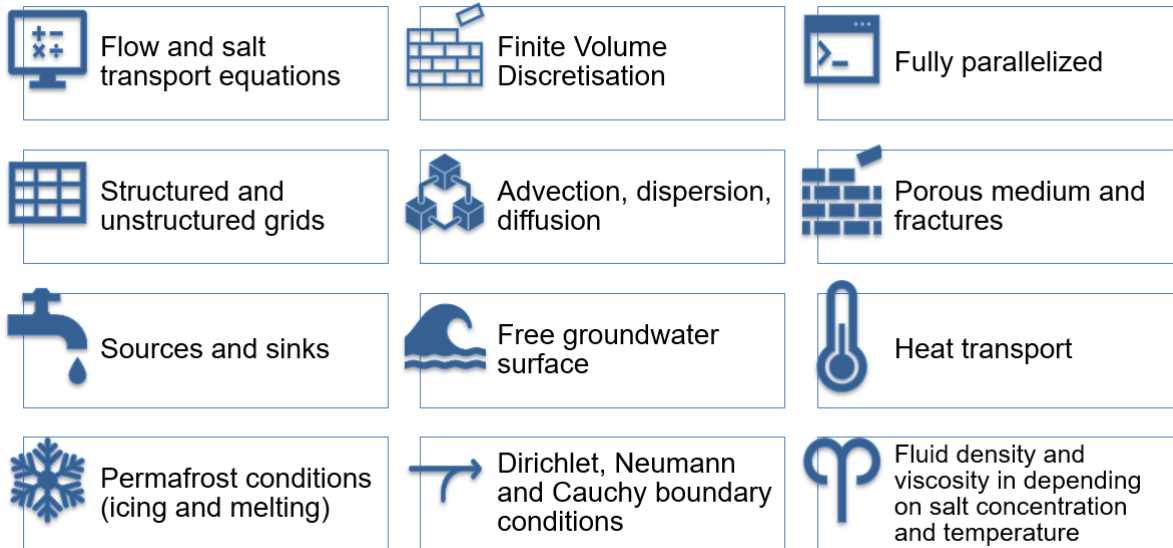 Flow and salt
transport equations
Finite Volume
Discretisation
Fully parallelized
Structured and
unstructured grids
Advection, dispersion,
diffusion
Porous medium and
fractures
Sources and sinks
Free groundwater
surface
Heat transport
Permafrost conditions
(icing and melting)
Dirichlet, Neumann
and Cauchy boundary
conditions
Fluid density and
viscosity in depending
on salt concentration
and temperature